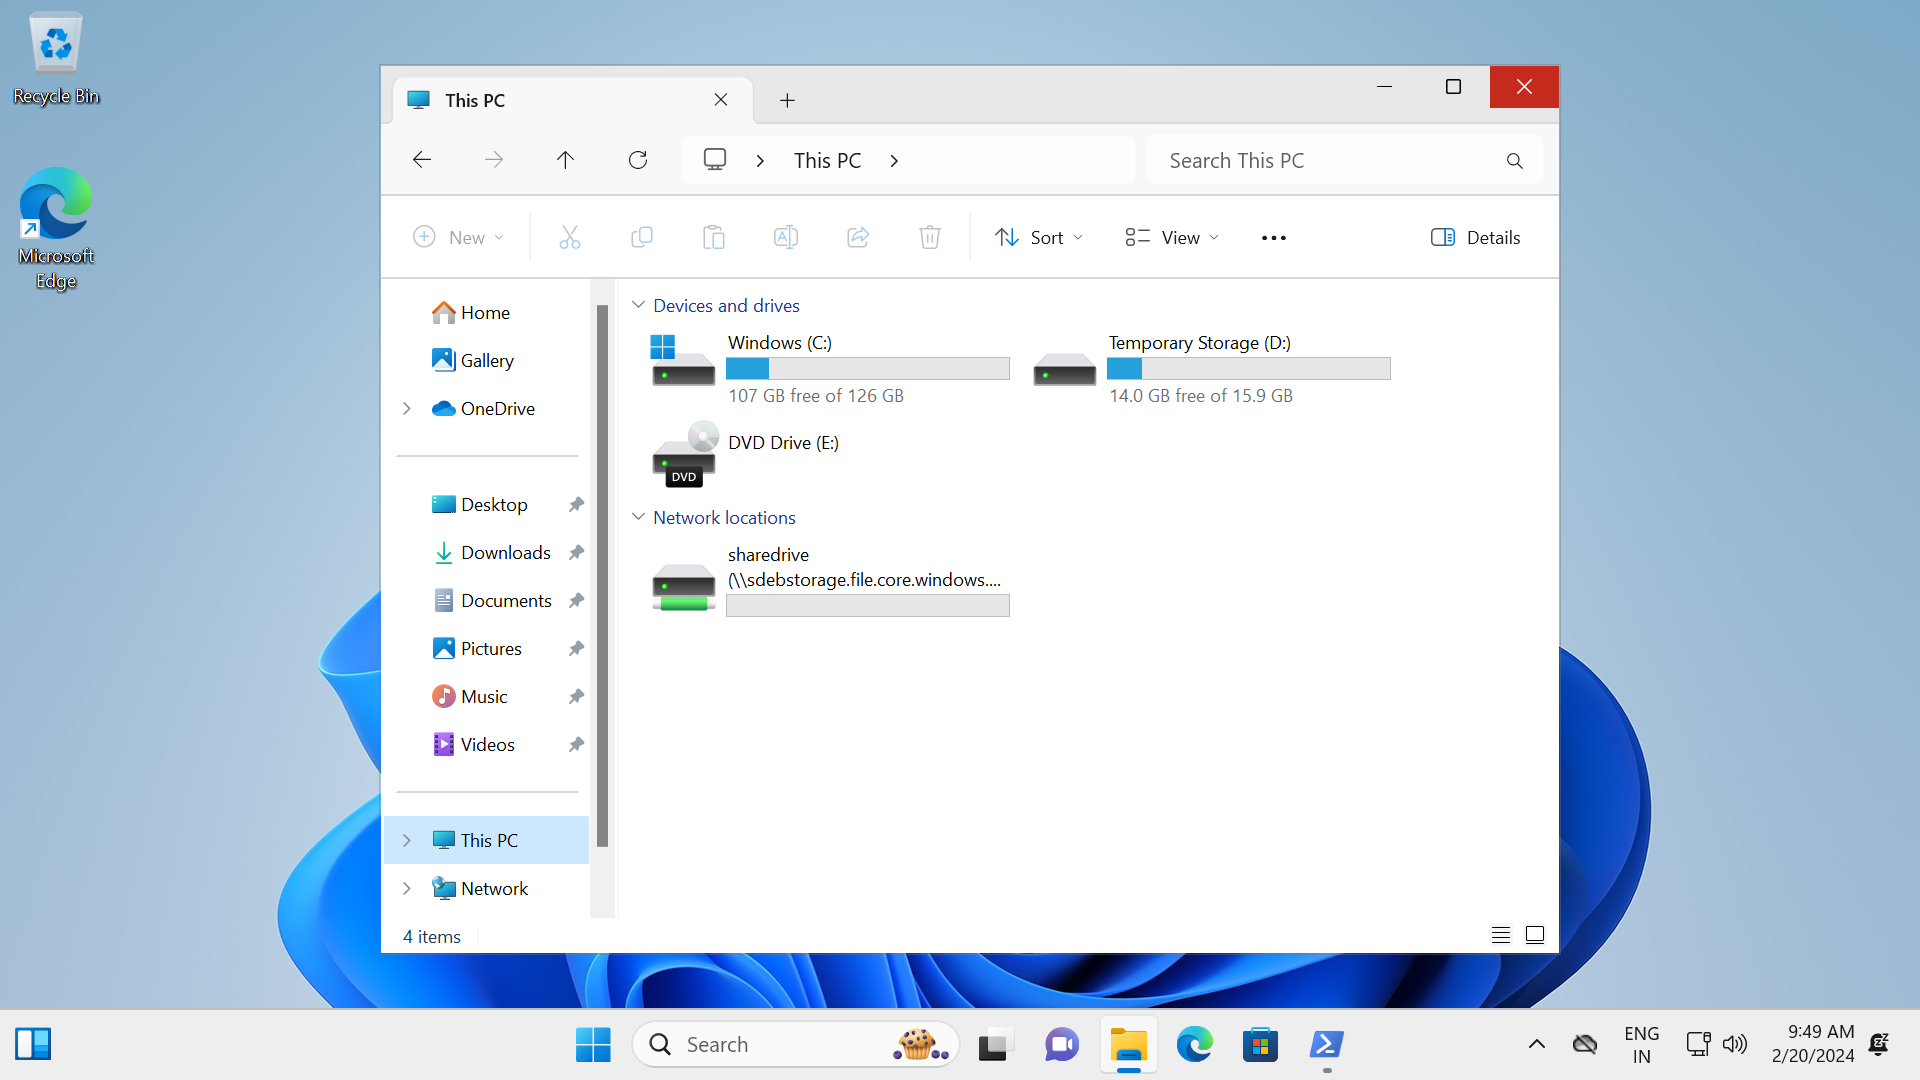 Recycle Bin
Microsoft
Edge
This PC
This PC
Search This PC
New
Sort
View
Details
Home
Gallery
OneDrive
Desktop
Downloads
Documents
Pictures
Music
Videos
This PC
Network
Devices and drives
Windows (C:)
107 GB free of 126 GB
Temporary Storage (D:)
14.0 GB free of 15.9 GB
DVD
DVD Drive (E:)
Network locations
sharedrive
(\\sdebstorage.file.core.windows....
4 items
Search
ENG
IN
9:49 AM
2/20/2024